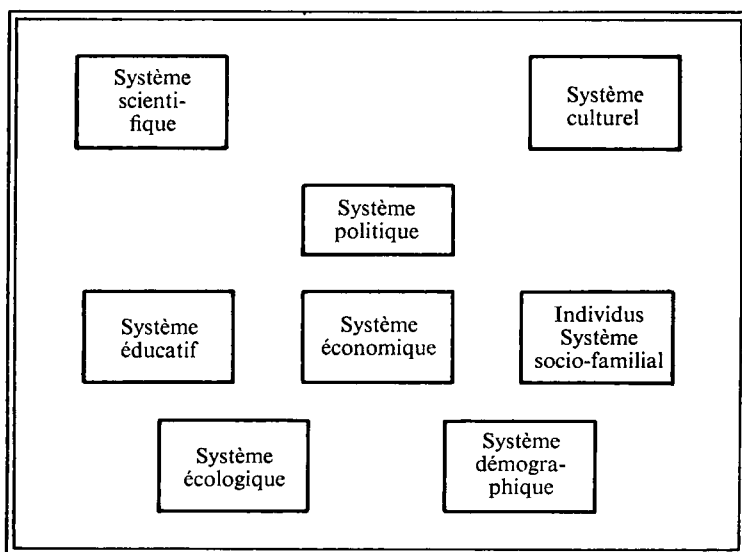 Système
scienti-
fique
Système
culturel
Système
politique
Système
éducatif
Système
économique
Individus
Système
socio-familial
Système
écologique
Système
démogra-
phique